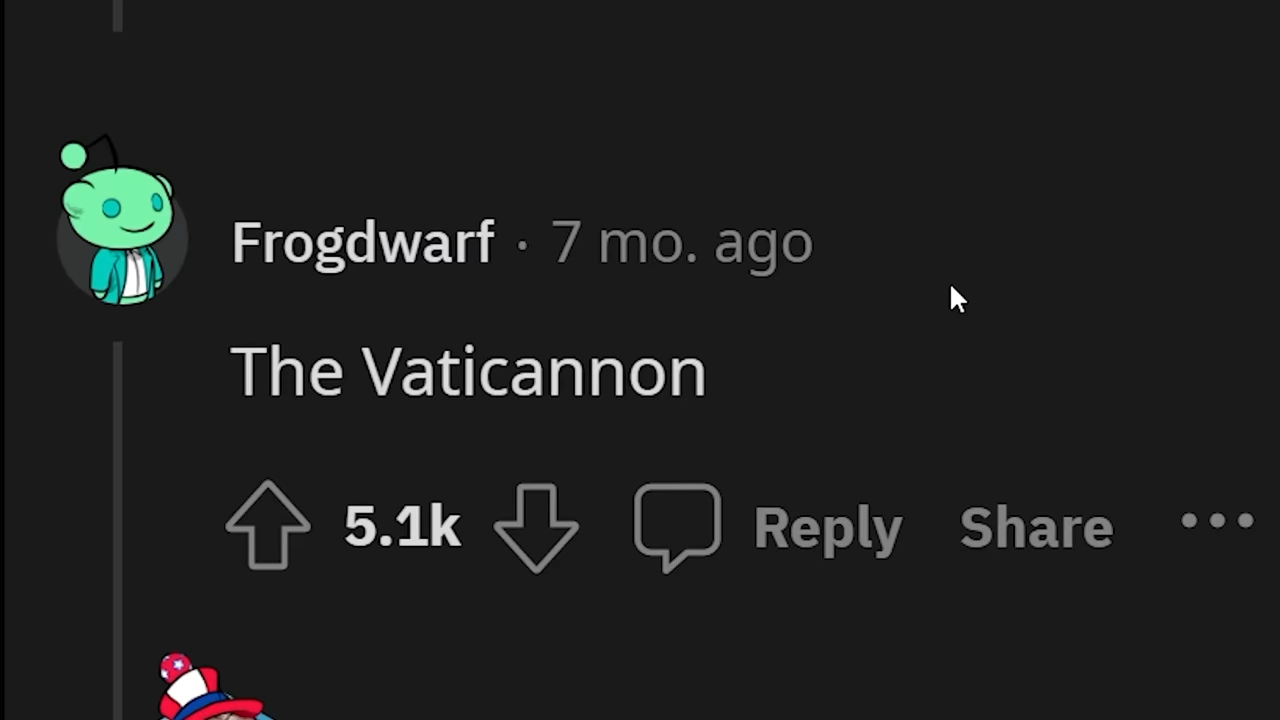 Frogdwarf · 7 mo. ago
The Vaticannon
5.1k Reply Share ···